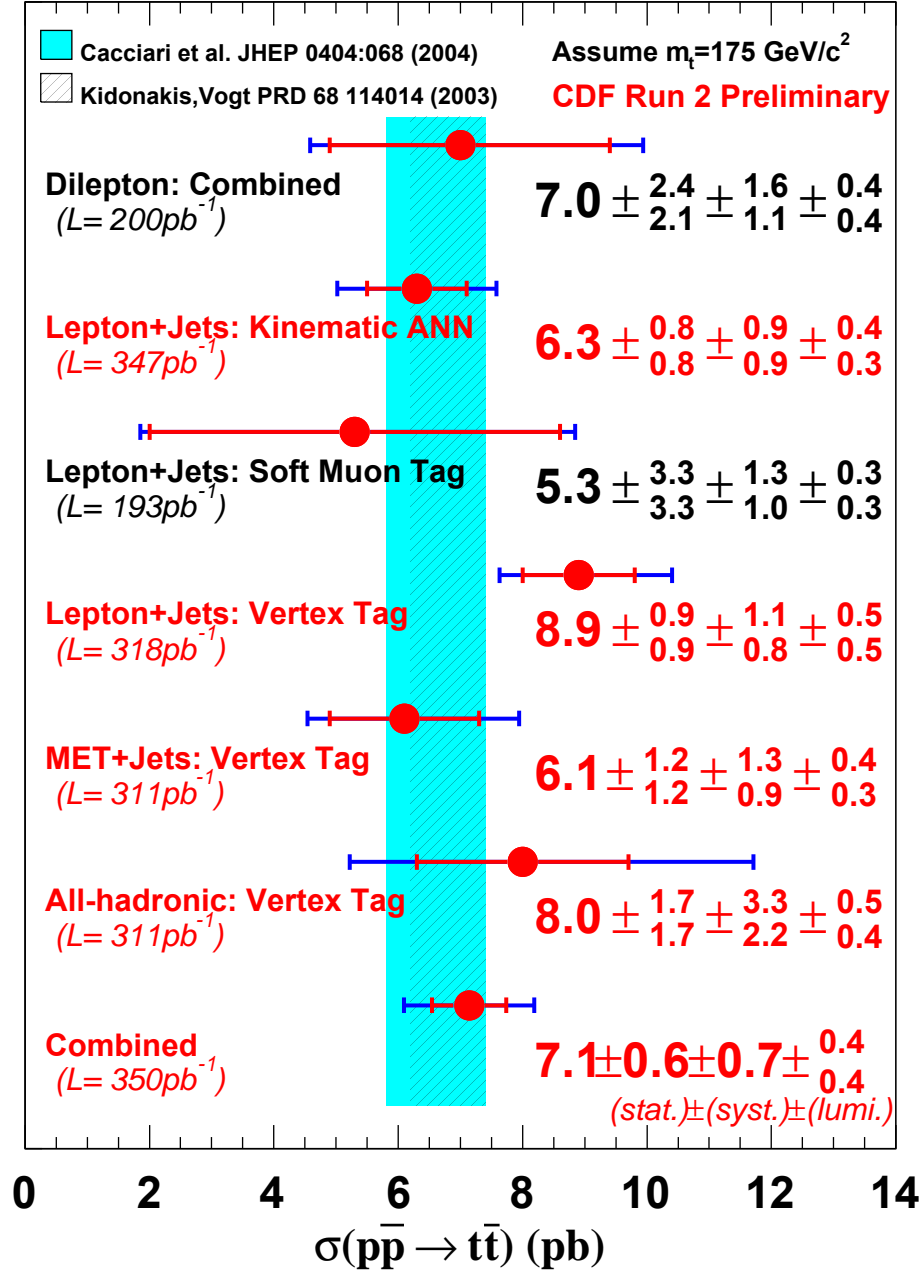 Cacciari et al. JHEP 0404:068 (2004)
Assume m_t=175 GeV/c^2
Kidonakis,Vogt PRD 68 114014 (2003)
CDF Run 2 Preliminary
Dilepton: Combined
(L= 200pb^-1)
7.0 ± 2.4 2.1 ± 1.6 1.1 ± 0.4 0.4
Lepton+Jets: Kinematic ANN
(L= 347pb^-1)
6.3 ± 0.8 0.8 ± 0.9 0.9 ± 0.4 0.3
Lepton+Jets: Soft Muon Tag
(L= 193pb^-1)
5.3 ± 3.3 3.3 ± 1.3 1.0 ± 0.3 0.3
Lepton+Jets: Vertex Tag
(L= 318pb^-1)
8.9 ± 0.9 0.9 ± 1.1 0.8 ± 0.5 0.5
MET+Jets: Vertex Tag
(L= 311pb^-1)
6.1 ± 1.2 1.2 ± 1.3 0.9 ± 0.4 0.3
All-hadronic: Vertex Tag
(L= 311pb^-1)
8.0 ± 1.7 1.7 ± 3.3 2.2 ± 0.5 0.4
Combined
(L= 350pb^-1)
7.1±0.6±0.7± 0.4 0.4
(stat.)±(syst.)±(lumi.)
0 2 4 6 8 10 12 14
σ(pp̄ → tt̄) (pb)